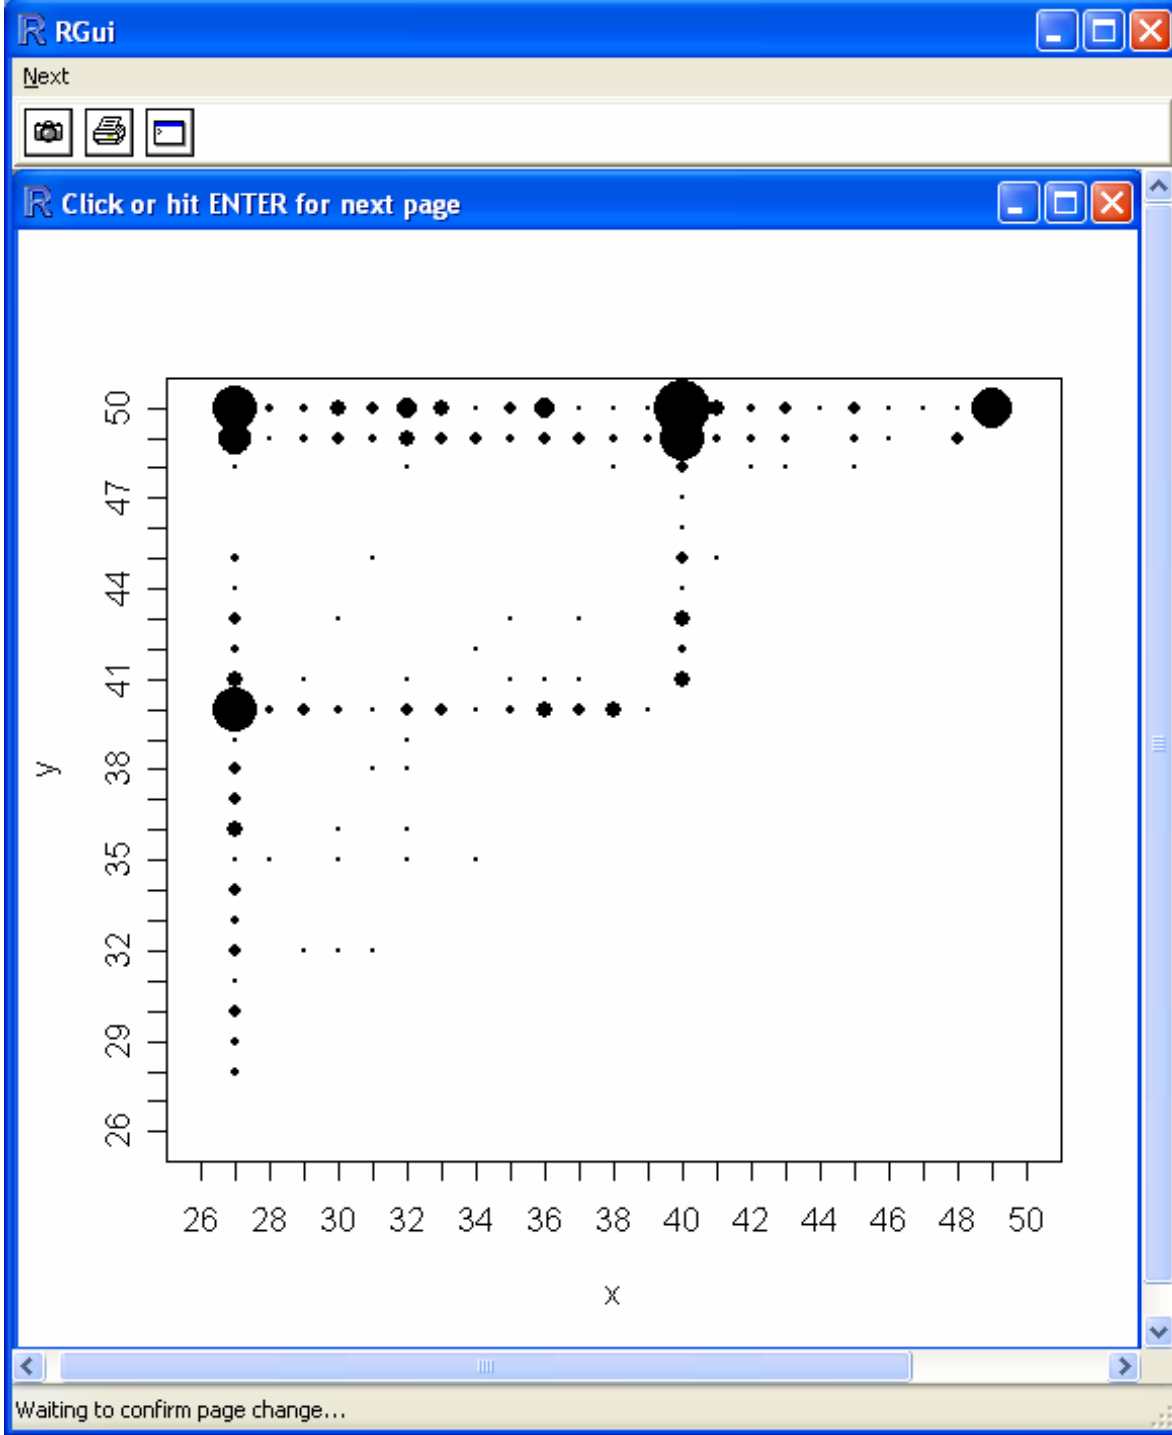 RGui
Next
Click or hit ENTER for next page
50
47
44
41
38
35
32
29
26
y
26 28 30 32 34 36 38 40 42 44 46 48 50
x
Waiting to confirm page change...